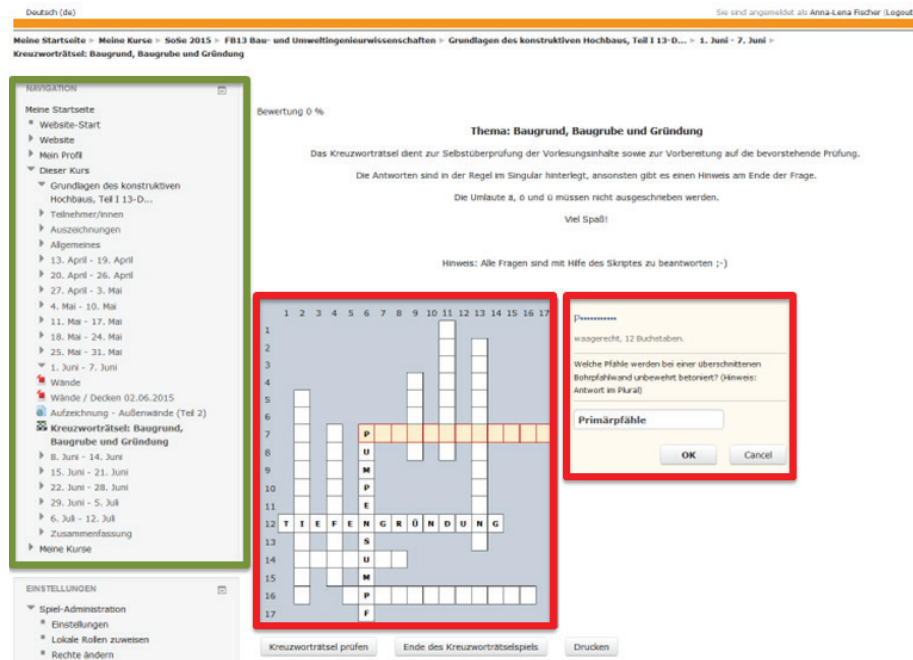 Deutsch (de)
Sie sind angemeldet als Anna-Lena Fischer (Logout
Meine Startseite ▶ Meine Kurse ▶ SoSe 2015 ▶ FB13 Bau- und Umweltingenieurwissenschaften ▶ Grundlagen des konstruktiven Hochbaus, Teil I 13-D... ▶ 1. Juni - 7. Juni ▶
Kreuzworträtsel: Baugrund, Baugrube und Gründung
NAVIGATION
Meine Startseite
Website-Start
Website
Mein Profil
Dieser Kurs
Grundlagen des konstruktiven
Hochbaus, Teil I 13-D...
Teilnehmer/innen
Auszeichnungen
Allgemeines
13. April - 19. April
20. April - 26. April
27. April - 3. Mai
4. Mai - 10. Mai
11. Mai - 17. Mai
18. Mai - 24. Mai
25. Mai - 31. Mai
1. Juni - 7. Juni
Wände
Wände / Decken 02.06.2015
Aufzeichnung - Außenwände (Teil 2)
Kreuzworträtsel: Baugrund,
Baugrube und Gründung
8. Juni - 14. Juni
15. Juni - 21. Juni
22. Juni - 28. Juni
29. Juni - 5. Juli
6. Juli - 12. Juli
Zusammenfassung
Meine Kurse
EINSTELLUNGEN
Spiel-Administration
Einstellungen
Lokale Rollen zuweisen
Rechte ändern
Bewertung 0 %
Thema: Baugrund, Baugrube und Gründung
Das Kreuzworträtsel dient zur Selbstüberprüfung der Vorlesungsinhalte sowie zur Vorbereitung auf die bevorstehende Prüfung.
Die Antworten sind in der Regel im Singular hinterlegt, ansonsten gibt es einen Hinweis am Ende der Frage.
Die Umlaute ä, ö und ü müssen nicht ausgeschrieben werden.
Viel Spaß!
Hinweis: Alle Fragen sind mit Hilfe des Skriptes zu beantworten ;-)
1 2 3 4 5 6 7 8 9 10 11 12 13 14 15 16 17
1
2
3
4
5
6
7 P
8 U
9 M
10 P
11 E
12 T I E F E N G R Ü N D U N G
13 S
14 U
15 M
16 P
17 F
P•••••••••••
waagerecht, 12 Buchstaben.
Welche Pfähle werden bei einer überschnittenen
Bohrpfahlwand unbewehrt betoniert? (Hinweis:
Antwort im Plural)
Primärpfähle
OK Cancel
Kreuzworträtsel prüfen Ende des Kreuzworträtselspiels Drucken